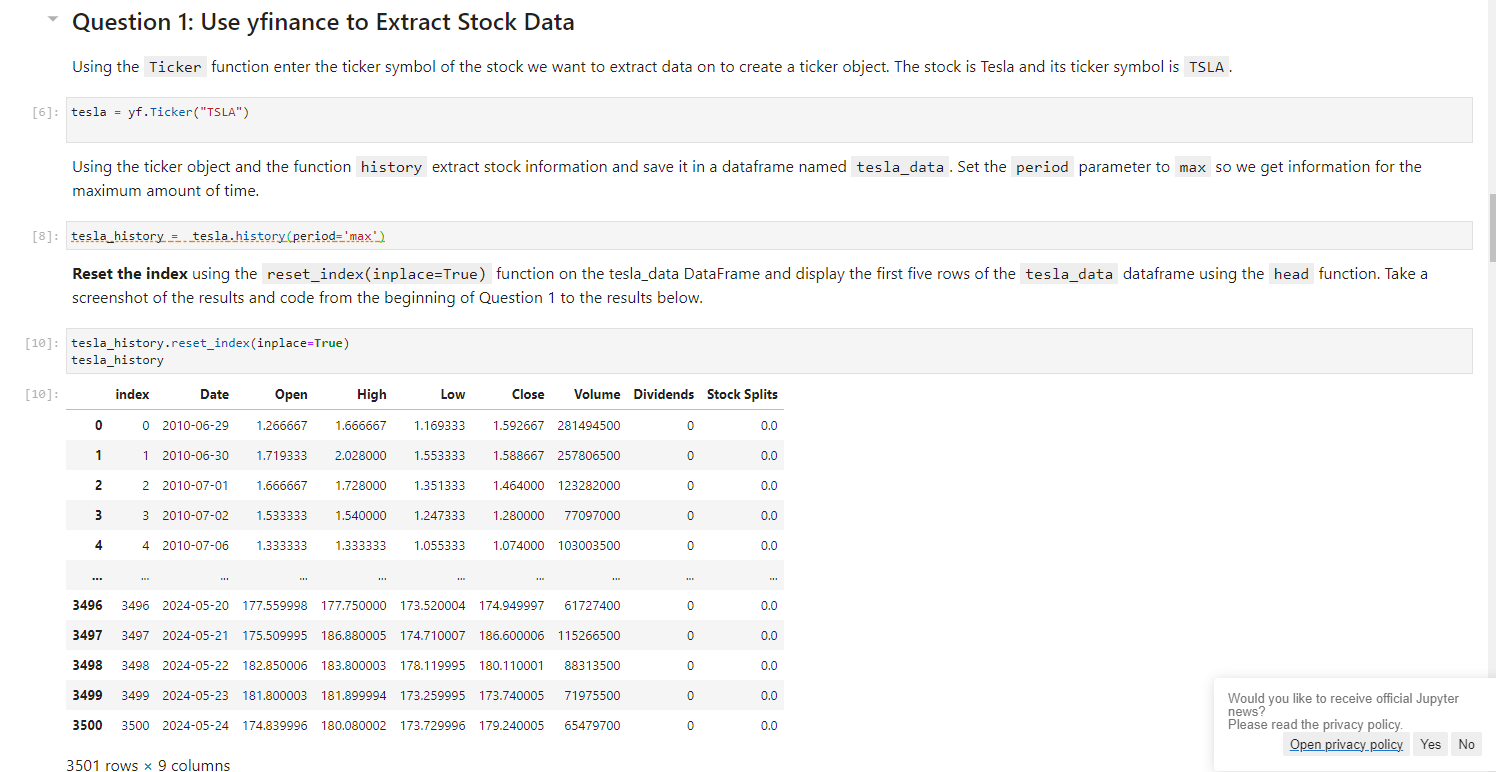 Question 1: Use yfinance to Extract Stock Data
Using the Ticker function enter the ticker symbol of the stock we want to extract data on to create a ticker object. The stock is Tesla and its ticker symbol is TSLA .
[6]: tesla = yf.Ticker("TSLA")
Using the ticker object and the function history extract stock information and save it in a dataframe named tesla_data . Set the period parameter to max so we get information for the
maximum amount of time.
[8]: tesla_history =  tesla.history(period='max')
Reset the index using the reset_index(inplace=True) function on the tesla_data DataFrame and display the first five rows of the tesla_data dataframe using the head function. Take a
screenshot of the results and code from the beginning of Question 1 to the results below.
[10]: tesla_history.reset_index(inplace=True)
tesla_history
[10]: index Date Open High Low Close Volume Dividends Stock Splits
0 0 2010-06-29 1.266667 1.666667 1.169333 1.592667 281494500 0 0.0
1 1 2010-06-30 1.719333 2.028000 1.553333 1.588667 257806500 0 0.0
2 2 2010-07-01 1.666667 1.728000 1.351333 1.464000 123282000 0 0.0
3 3 2010-07-02 1.533333 1.540000 1.247333 1.280000 77097000 0 0.0
4 4 2010-07-06 1.333333 1.333333 1.055333 1.074000 103003500 0 0.0
... ... ... ... ... ... ... ... ... ...
3496 3496 2024-05-20 177.559998 177.750000 173.520004 174.949997 61727400 0 0.0
3497 3497 2024-05-21 175.509995 186.880005 174.710007 186.600006 115266500 0 0.0
3498 3498 2024-05-22 182.850006 183.800003 178.119995 180.110001 88313500 0 0.0
3499 3499 2024-05-23 181.800003 181.899994 173.259995 173.740005 71975500 0 0.0
3500 3500 2024-05-24 174.839996 180.080002 173.729996 179.240005 65479700 0 0.0
3501 rows × 9 columns
Would you like to receive official Jupyter
news?
Please read the privacy policy.
Open privacy policy Yes No